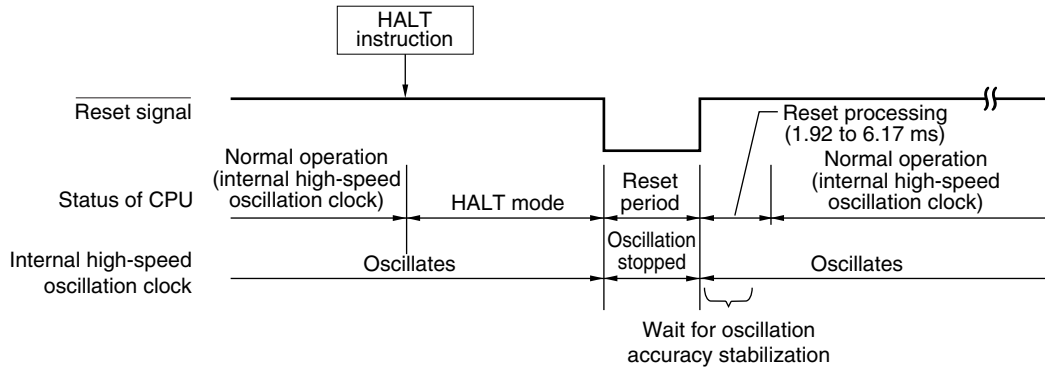 HALT
instruction
Reset signal
Reset processing
(1.92 to 6.17 ms)
Status of CPU
Normal operation
(internal high-speed
oscillation clock)
HALT mode
Reset
period
Normal operation
(internal high-speed
oscillation clock)
Internal high-speed
oscillation clock
Oscillates
Oscillation
stopped
Oscillates
Wait for oscillation
accuracy stabilization